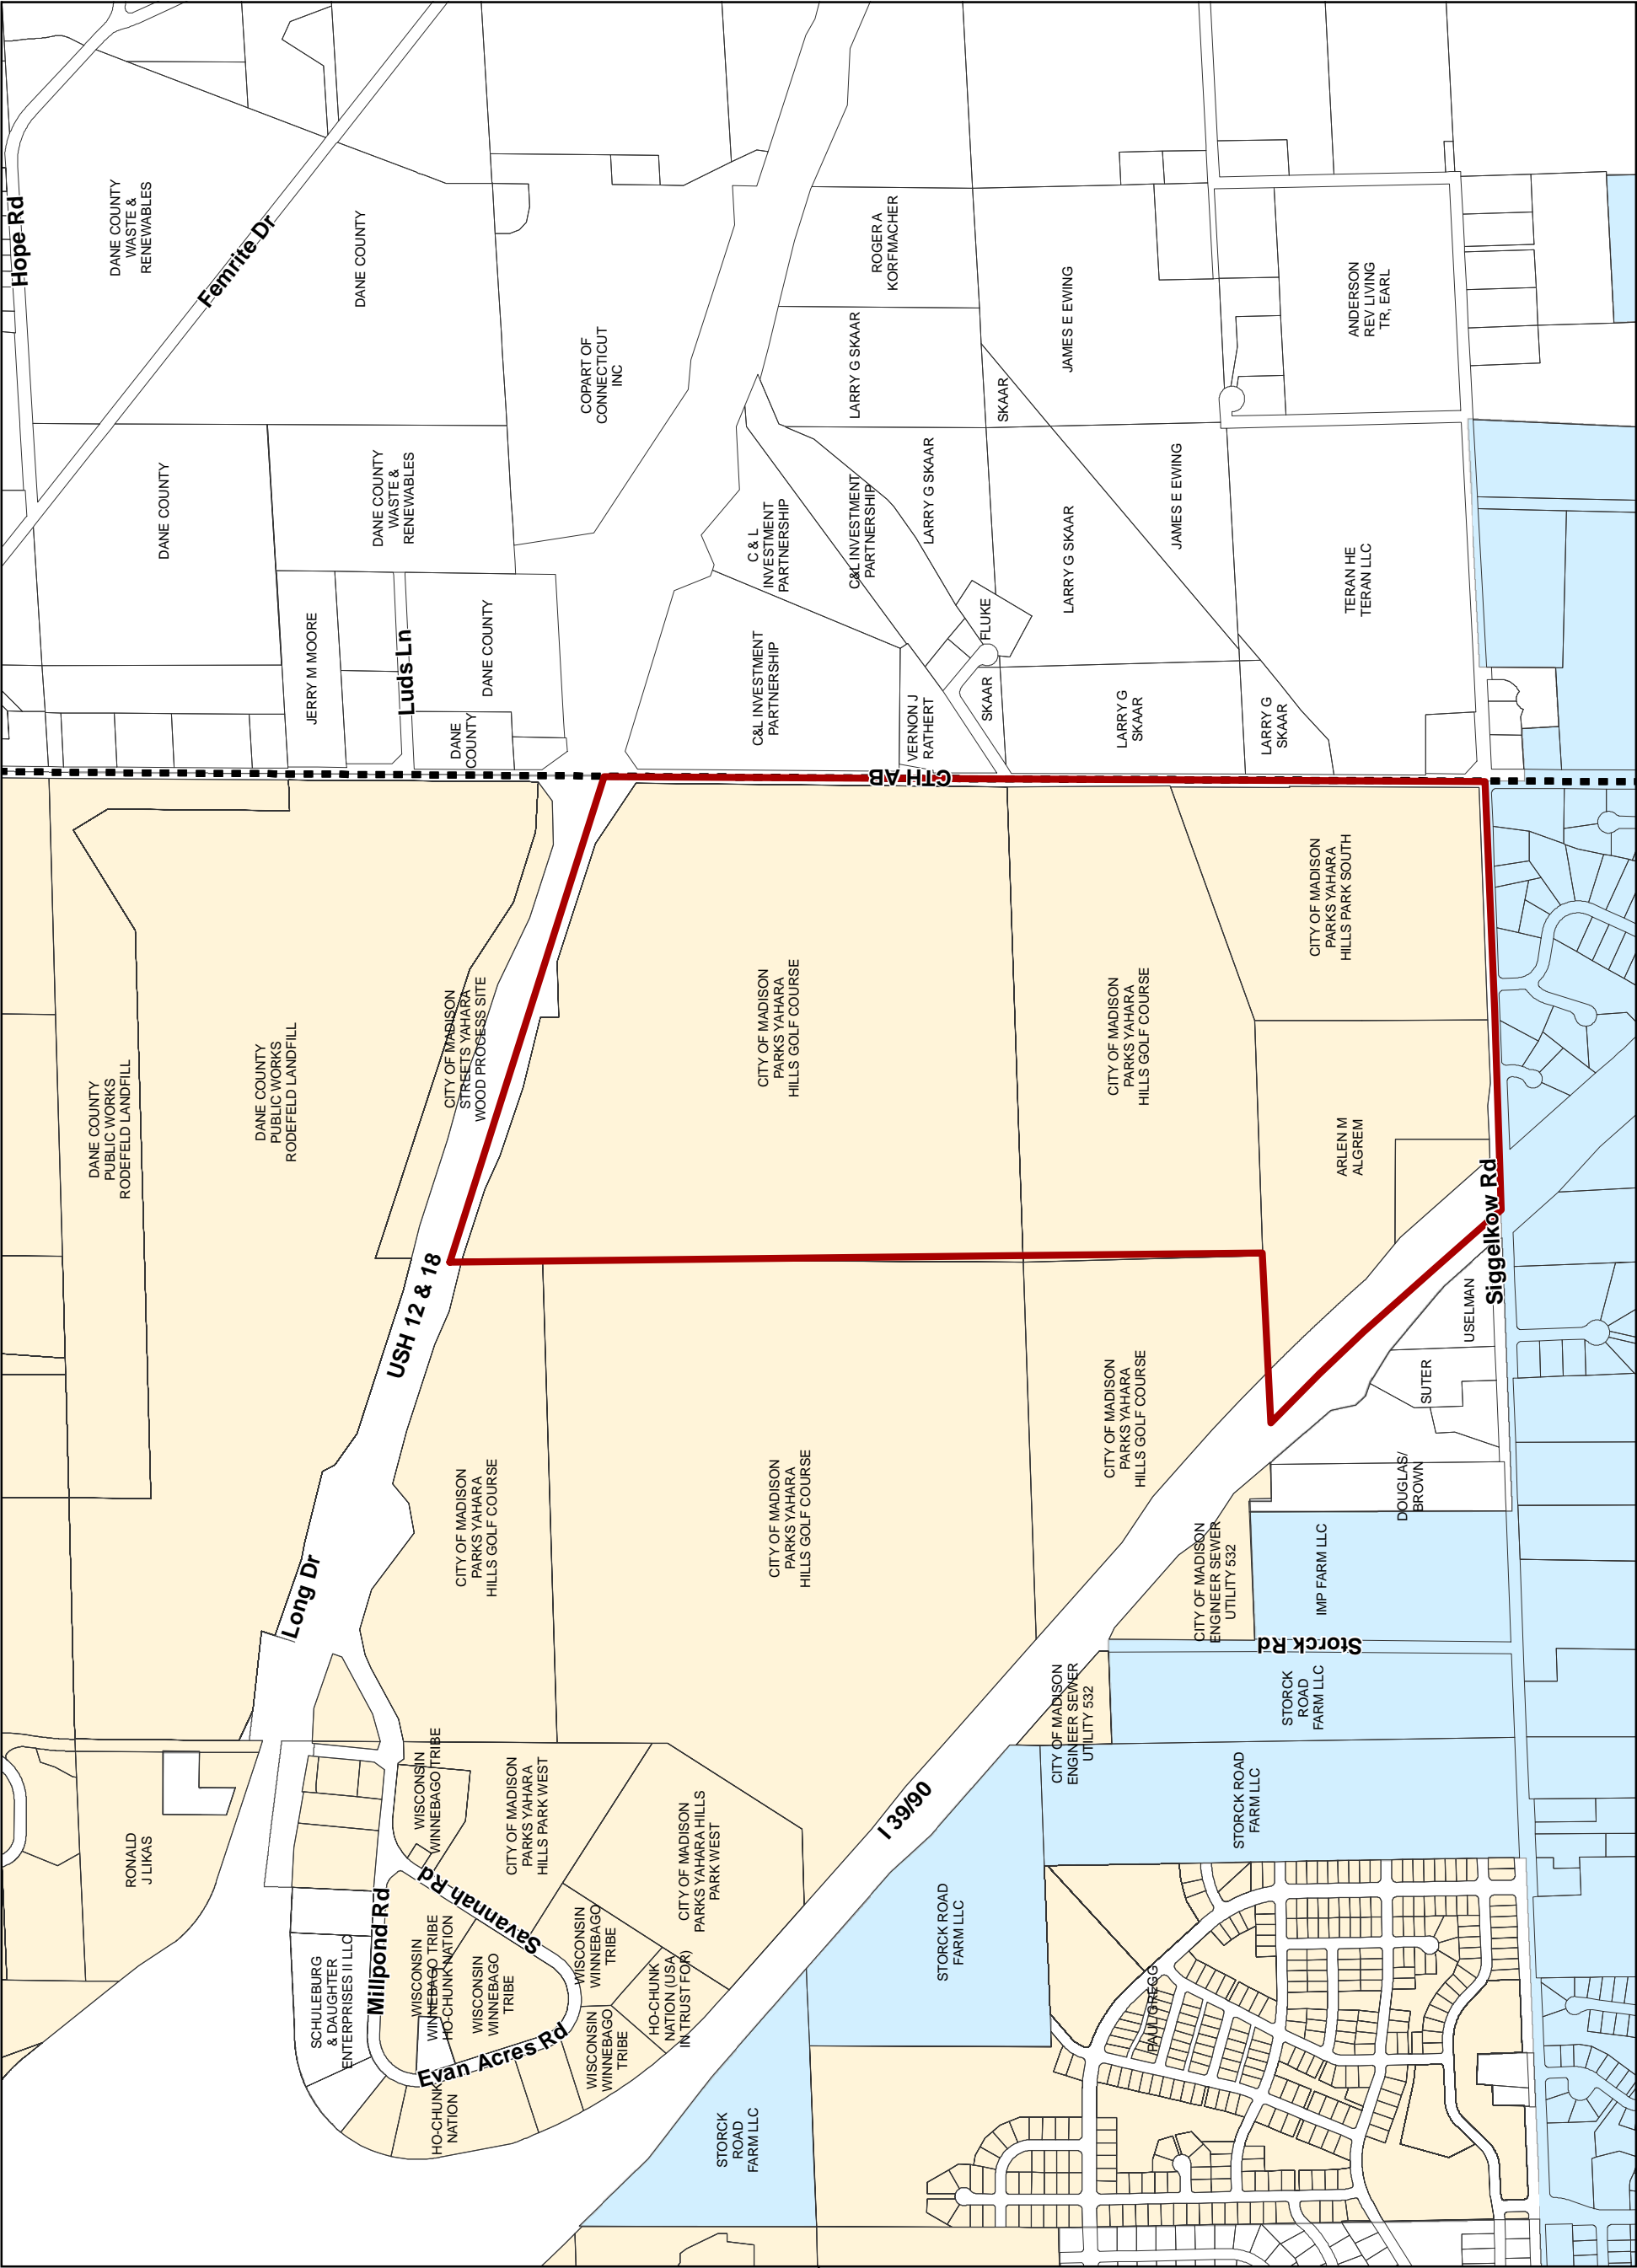 Hope Rd
DANE COUNTY
WASTE &
RENEWABLES
Femrite Dr
DANE COUNTY
COPART OF
CONNECTICUT
INC
ROGER A
KORFMACHER
LARRY G SKAAR
SKAAR
JAMES E EWING
ANDERSON
REV LIVING
TR, EARL
DANE COUNTY
DANE COUNTY
WASTE &
RENEWABLES
C & L
INVESTMENT
PARTNERSHIP
C&L INVESTMENT
PARTNERSHIP
LARRY G SKAAR
LARRY G SKAAR
JAMES E EWING
TERAN HE
TERAN LLC
JERRY M MOORE
Luds Ln
DANE COUNTY
DANE
COUNTY
C&L INVESTMENT
PARTNERSHIP
VERNON J
RATHERT
FLUKE
SKAAR
LARRY G
SKAAR
LARRY G
SKAAR
CTH AB
DANE COUNTY
PUBLIC WORKS
RODEFELD LANDFILL
DANE COUNTY
PUBLIC WORKS
RODEFELD LANDFILL
CITY OF MADISON
STREETS YAHARA
WOOD PROCESS SITE
CITY OF MADISON
PARKS YAHARA
HILLS GOLF COURSE
CITY OF MADISON
PARKS YAHARA
HILLS GOLF COURSE
CITY OF MADISON
PARKS YAHARA
HILLS PARK SOUTH
ARLEN M
ALGREM
Siggelkow Rd
USH 12 & 18
USELMAN
SUTER
DOUGLAS/
BROWN
Long Dr
CITY OF MADISON
PARKS YAHARA
HILLS GOLF COURSE
CITY OF MADISON
PARKS YAHARA
HILLS GOLF COURSE
CITY OF MADISON
PARKS YAHARA
HILLS GOLF COURSE
CITY OF MADISON
ENGINEER SEWER
UTILITY 532
IMP FARM LLC
Storck Rd
CITY OF MADISON
ENGINEER SEWER
UTILITY 532
STORCK
ROAD
FARM LLC
STORCK ROAD
FARM LLC
I 39/90
RONALD
J LIKAS
WISCONSIN
WINNEBAGO TRIBE
CITY OF MADISON
PARKS YAHARA
HILLS PARK WEST
CITY OF MADISON
PARKS YAHARA HILLS
PARK WEST
Savannah Rd
Millpond Rd
SCHULEBURG
& DAUGHTER
ENTERPRISES II LLC
WISCONSIN
WINNEBAGO TRIBE
HO-CHUNK NATION
WISCONSIN
WINNEBAGO
TRIBE
WISCONSIN
WINNEBAGO
TRIBE
HO-CHUNK
NATION (USA
IN TRUST FOR)
WISCONSIN
WINNEBAGO
TRIBE
Evan Acres Rd
HO-CHUNK
NATION
STORCK ROAD
FARM LLC
PAUL/GREGG
STORCK
ROAD
FARM LLC